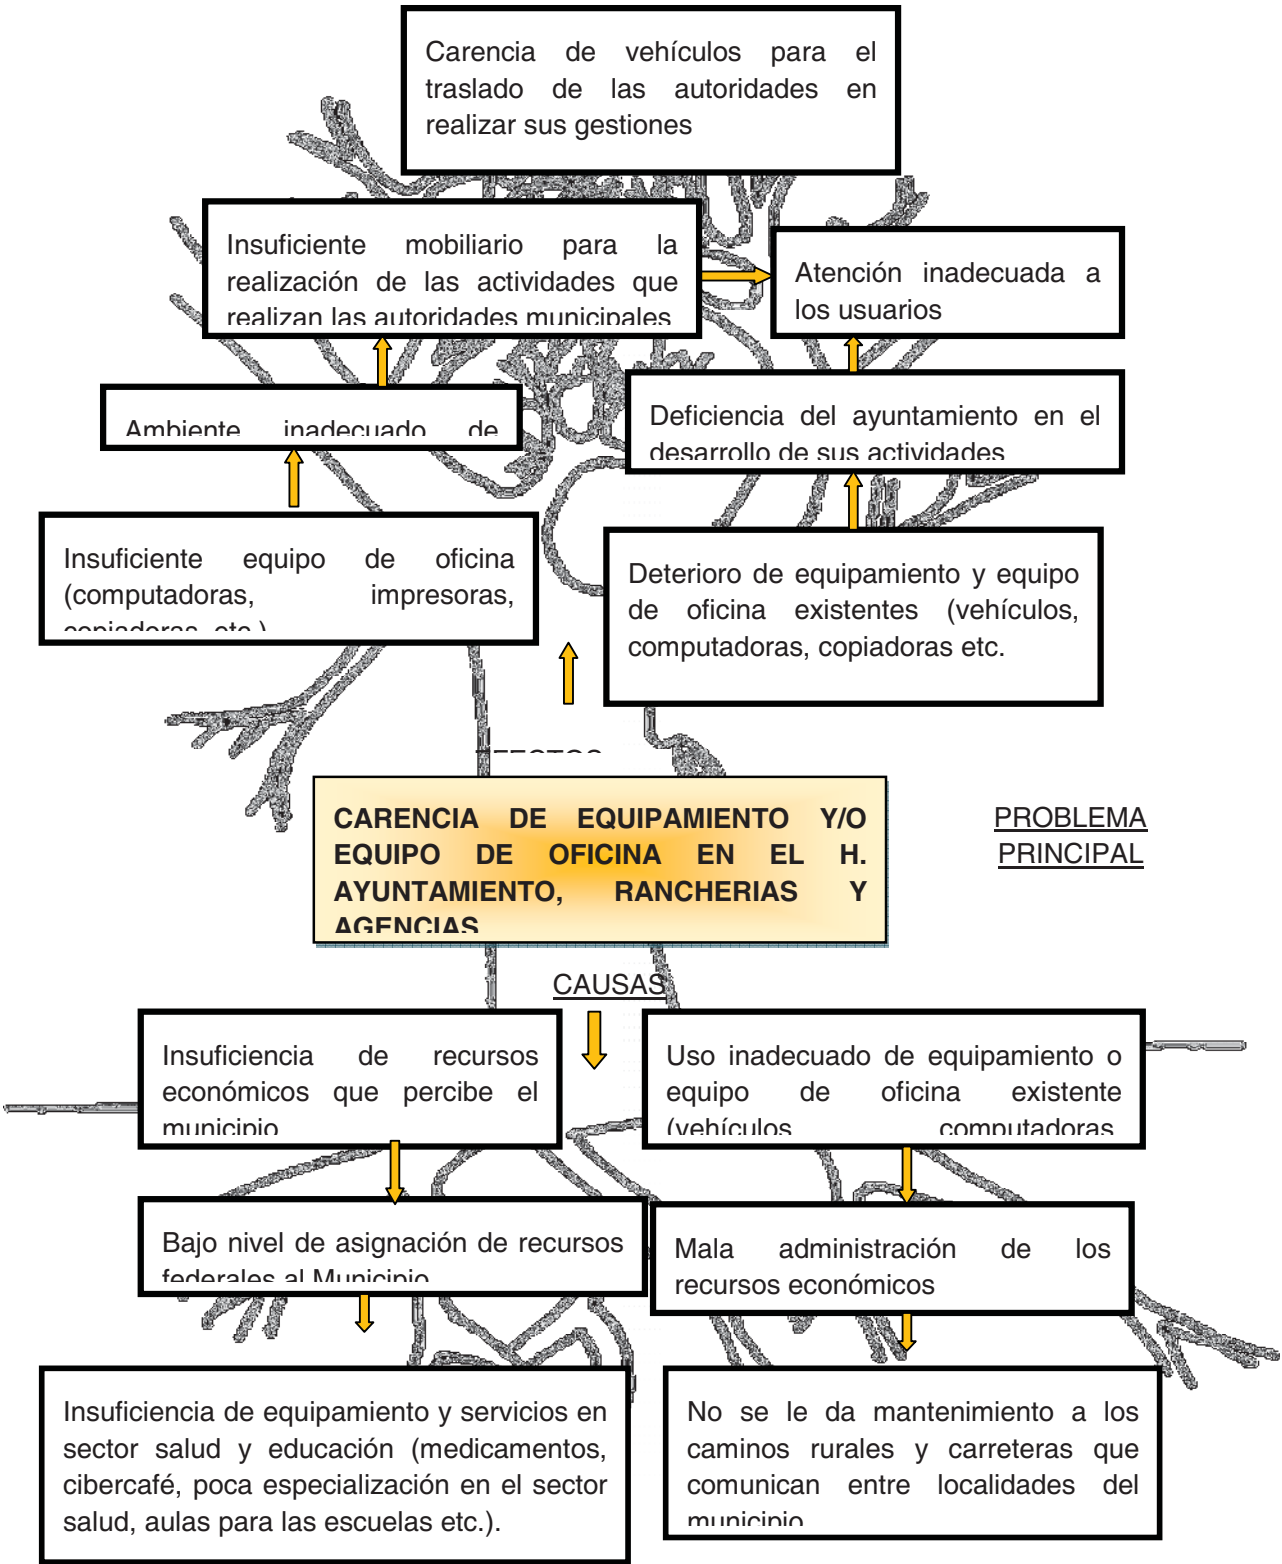 Carencia de vehículos para el
traslado de las autoridades en
realizar sus gestiones
Insuficiente mobiliario para la
realización de las actividades que
realizan las autoridades municipales
Atención inadecuada a
los usuarios
Ambiente inadecuado de
Deficiencia del ayuntamiento en el
desarrollo de sus actividades
Insuficiente equipo de oficina
(computadoras, impresoras,
copiadoras, etc.)
Deterioro de equipamiento y equipo
de oficina existentes (vehículos,
computadoras, copiadoras etc.
EFECTOS
CARENCIA DE EQUIPAMIENTO Y/O
EQUIPO DE OFICINA EN EL H.
AYUNTAMIENTO, RANCHERIAS Y
AGENCIAS
PROBLEMA
PRINCIPAL
CAUSAS
Insuficiencia de recursos
económicos que percibe el
municipio
Uso inadecuado de equipamiento o
equipo de oficina existente
(vehículos computadoras
Bajo nivel de asignación de recursos
federales al Municipio
Mala administración de los
recursos económicos
Insuficiencia de equipamiento y servicios en
sector salud y educación (medicamentos,
cibercafé, poca especialización en el sector
salud, aulas para las escuelas etc.).
No se le da mantenimiento a los
caminos rurales y carreteras que
comunican entre localidades del
municipio